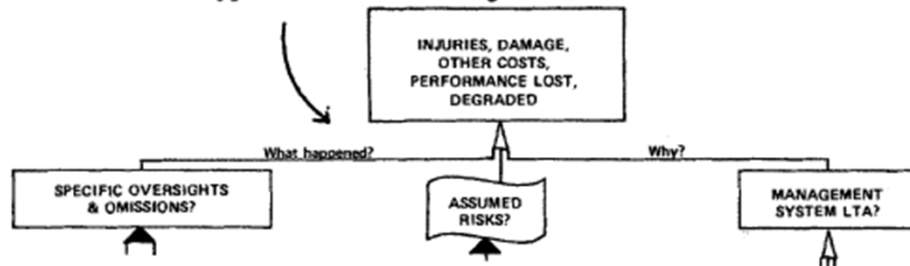 INJURIES, DAMAGE,
OTHER COSTS,
PERFORMANCE LOST,
DEGRADED
What happened?
Why?
SPECIFIC OVERSIGHTS
& OMISSIONS?
ASSUMED
RISKS?
MANAGEMENT
SYSTEM LTA?